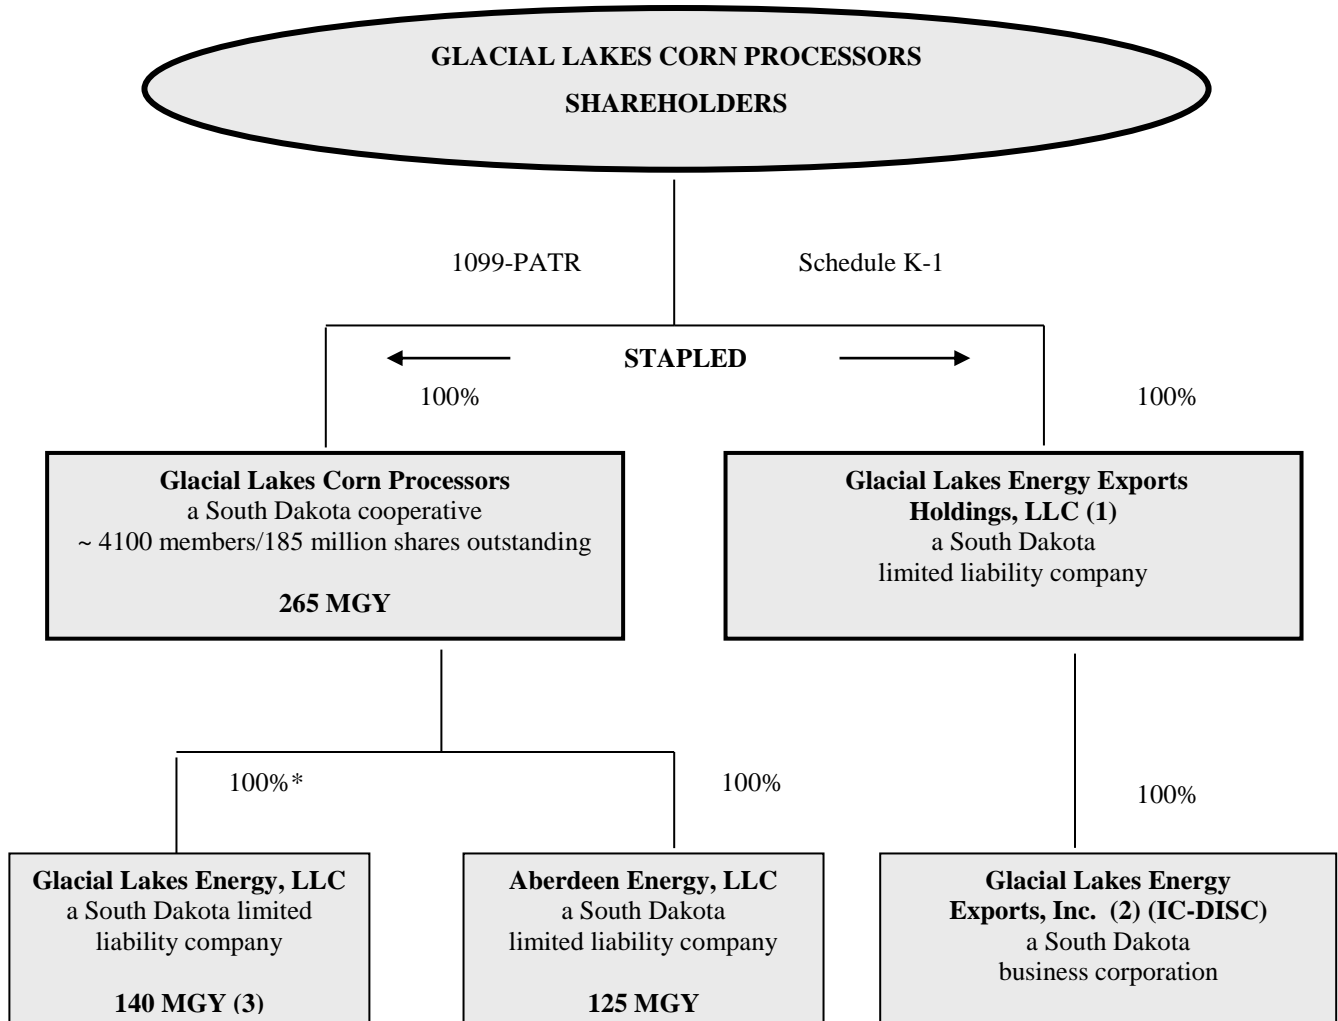 GLACIAL LAKES CORN PROCESSORS
SHAREHOLDERS
1099-PATR
Schedule K-1
STAPLED
100%
100%
Glacial Lakes Corn Processors
a South Dakota cooperative
~ 4100 members/185 million shares outstanding
265 MGY
Glacial Lakes Energy Exports
Holdings, LLC (1)
a South Dakota
limited liability company
100%*
100%
100%
Glacial Lakes Energy, LLC
a South Dakota limited
liability company
140 MGY (3)
Aberdeen Energy, LLC
a South Dakota
limited liability company
125 MGY
Glacial Lakes Energy
Exports, Inc. (2) (IC-DISC)
a South Dakota
business corporation